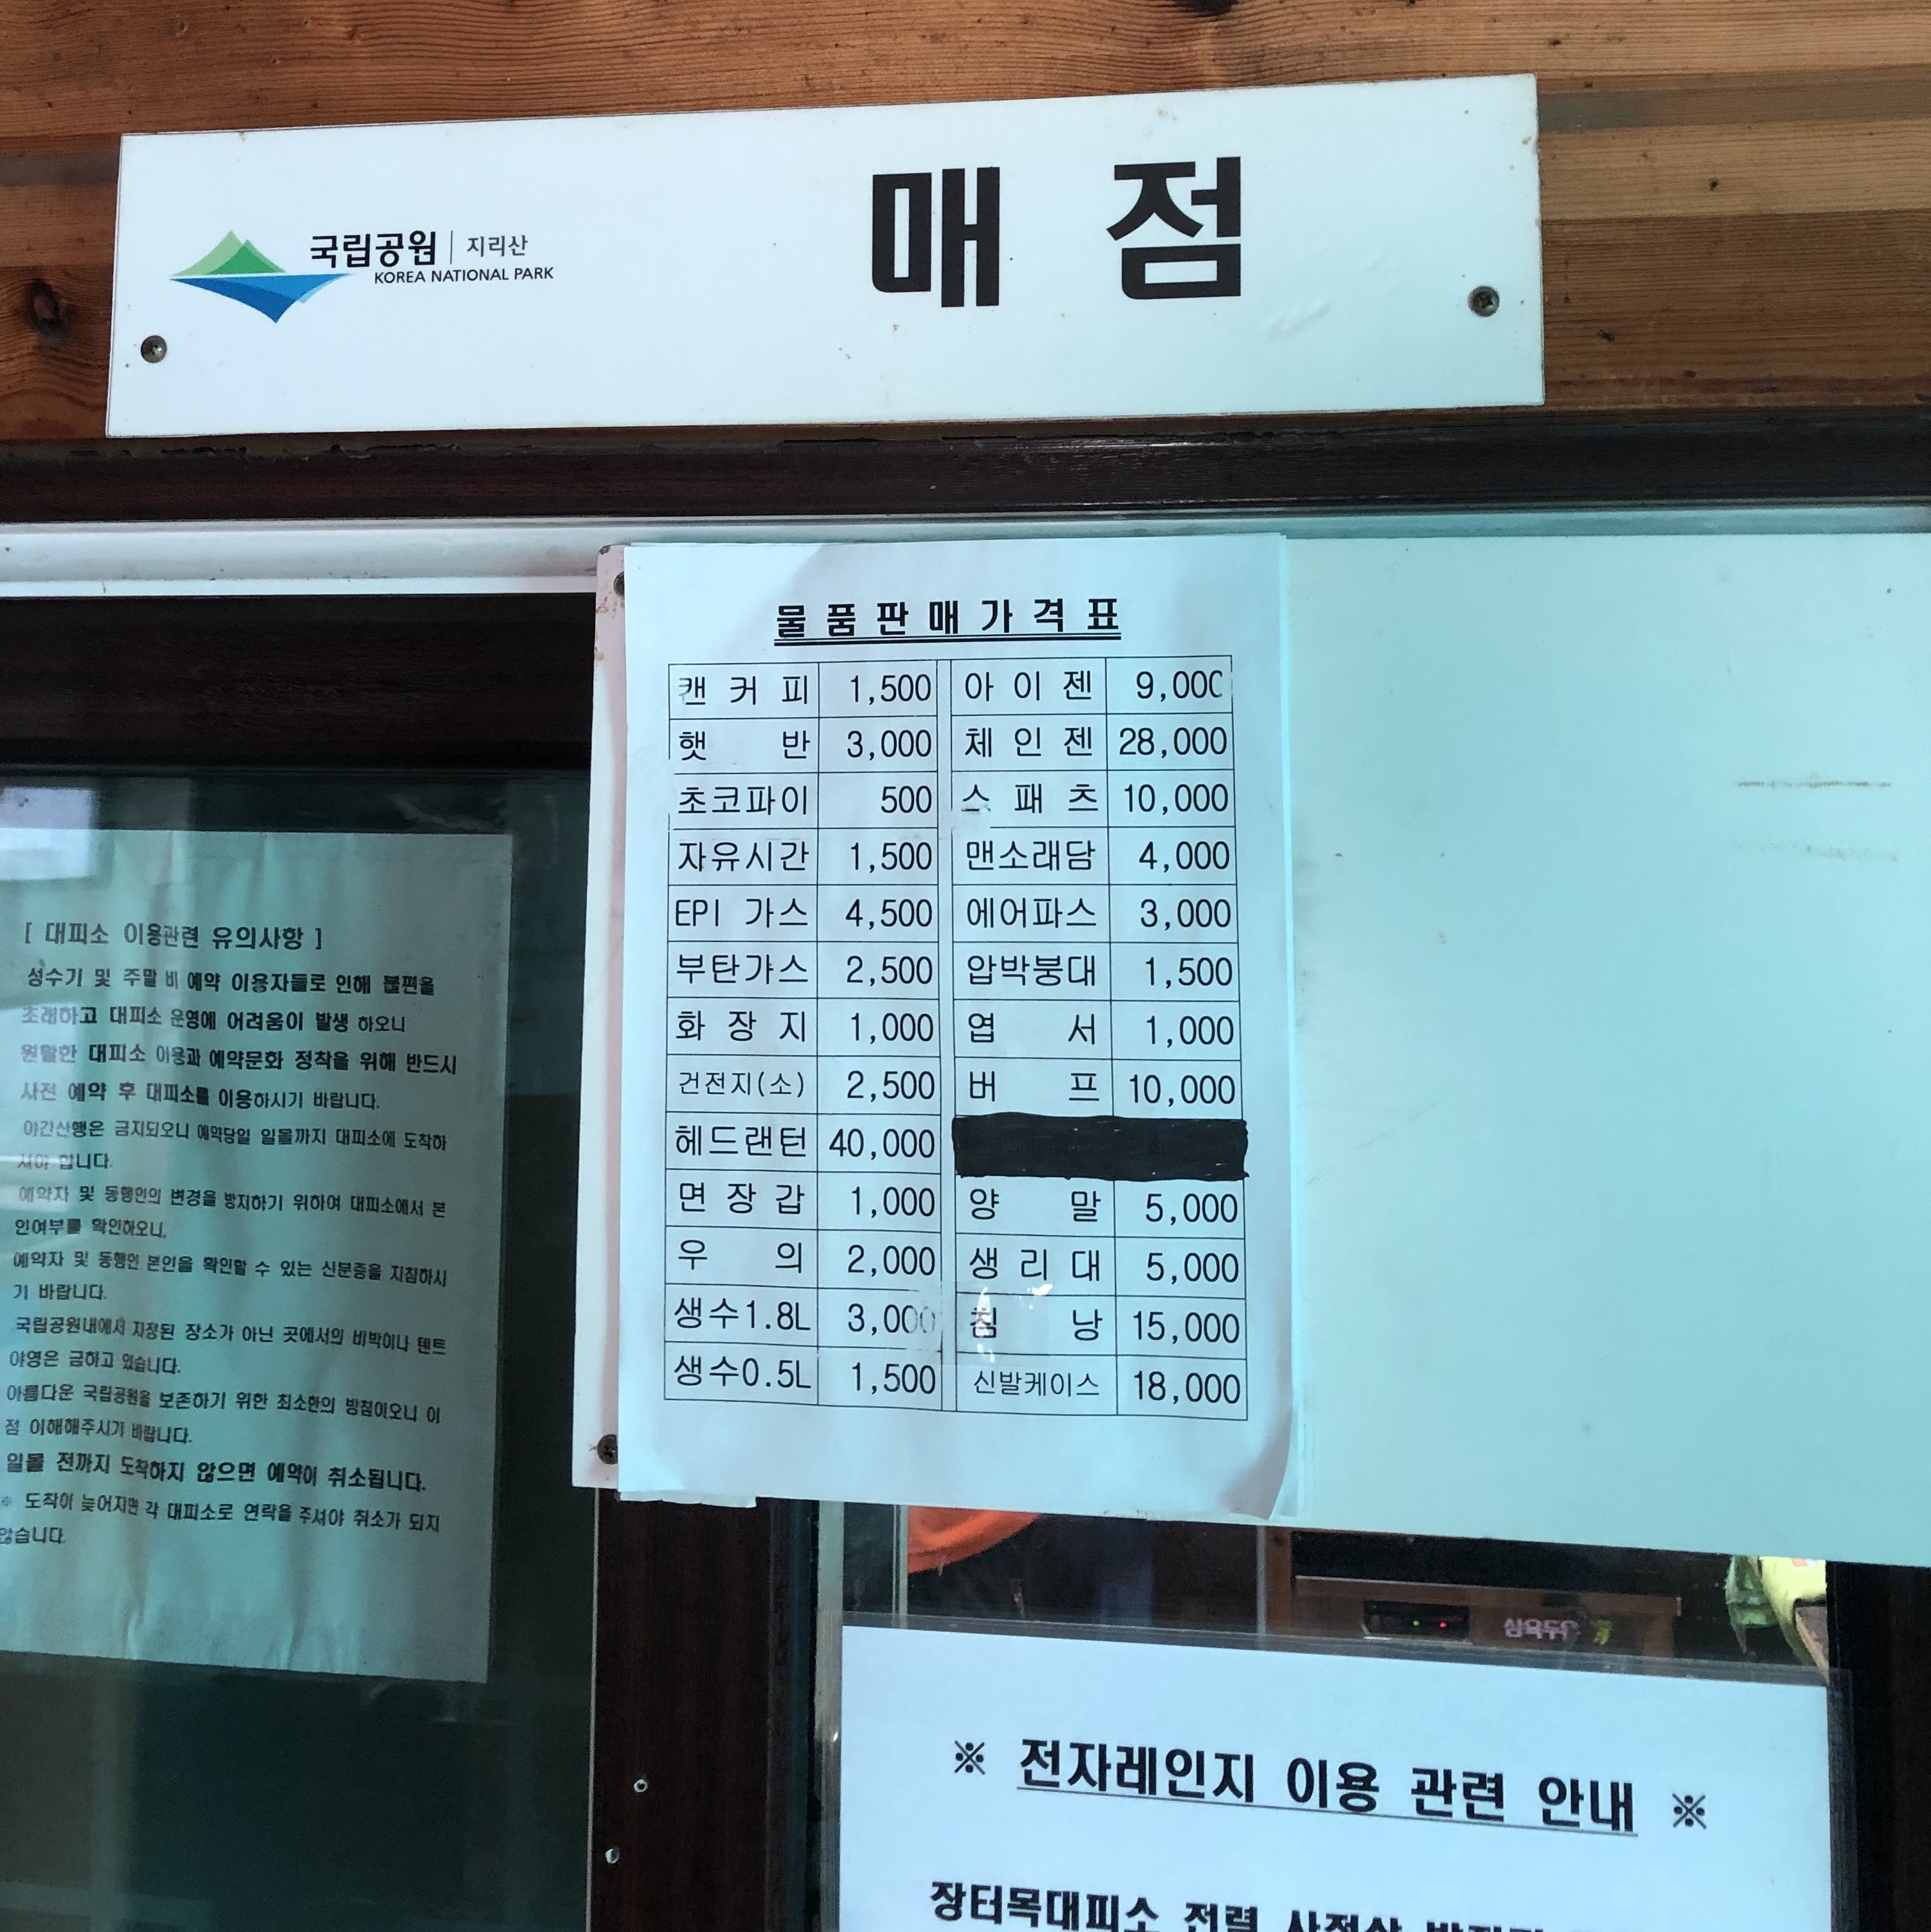 국립공원 | 지리산
KOREA NATIONAL PARK
매 점
물 품 판 매 가 격 표
캔 커 피 1,500 아 이 젠 9,000
햇 반 3,000 체 인 젠 28,000
초코파이 500 스 패 츠 10,000
자유시간 1,500 맨소래담 4,000
EPI 가스 4,500 에어파스 3,000
부탄가스 2,500 압박붕대 1,500
화 장 지 1,000 엽 서 1,000
건전지(소) 2,500 버 프 10,000
헤드랜턴 40,000
면 장 갑 1,000 양 말 5,000
우 의 2,000 생 리 대 5,000
생수1.8L 3,000 침 낭 15,000
생수0.5L 1,500 신발케이스 18,000
[ 대피소 이용관련 유의사항 ]
성수기 및 주말 비 예약 이용자들로 인해 불편을
초래하고 대피소 운영에 어려움이 발생 하오니
원활한 대피소 이용과 예약문화 정착을 위해 반드시
사전 예약 후 대피소를 이용하시기 바랍니다.
야간산행은 금지되오니 예약당일 일몰까지 대피소에 도착하
셔야 합니다.
예약자 및 동행인의 변경을 방지하기 위하여 대피소에서 본
인여부를 확인하오니,
예약자 및 동행인 본인을 확인할 수 있는 신분증을 지침하시
기 바랍니다.
국립공원내에서 지정된 장소가 아닌 곳에서의 비박이나 텐트
야영은 금하고 있습니다.
아름다운 국립공원을 보존하기 위한 최소한의 방침이오니 이
점 이해해주시기 바랍니다.
일몰 전까지 도착하지 않으면 예약이 취소됩니다.
※ 도착이 늦어지면 각 대피소로 연락을 주셔야 취소가 되지
않습니다.
삼육두유
※ 전자레인지 이용 관련 안내 ※
장터목대피소 전력 사정상